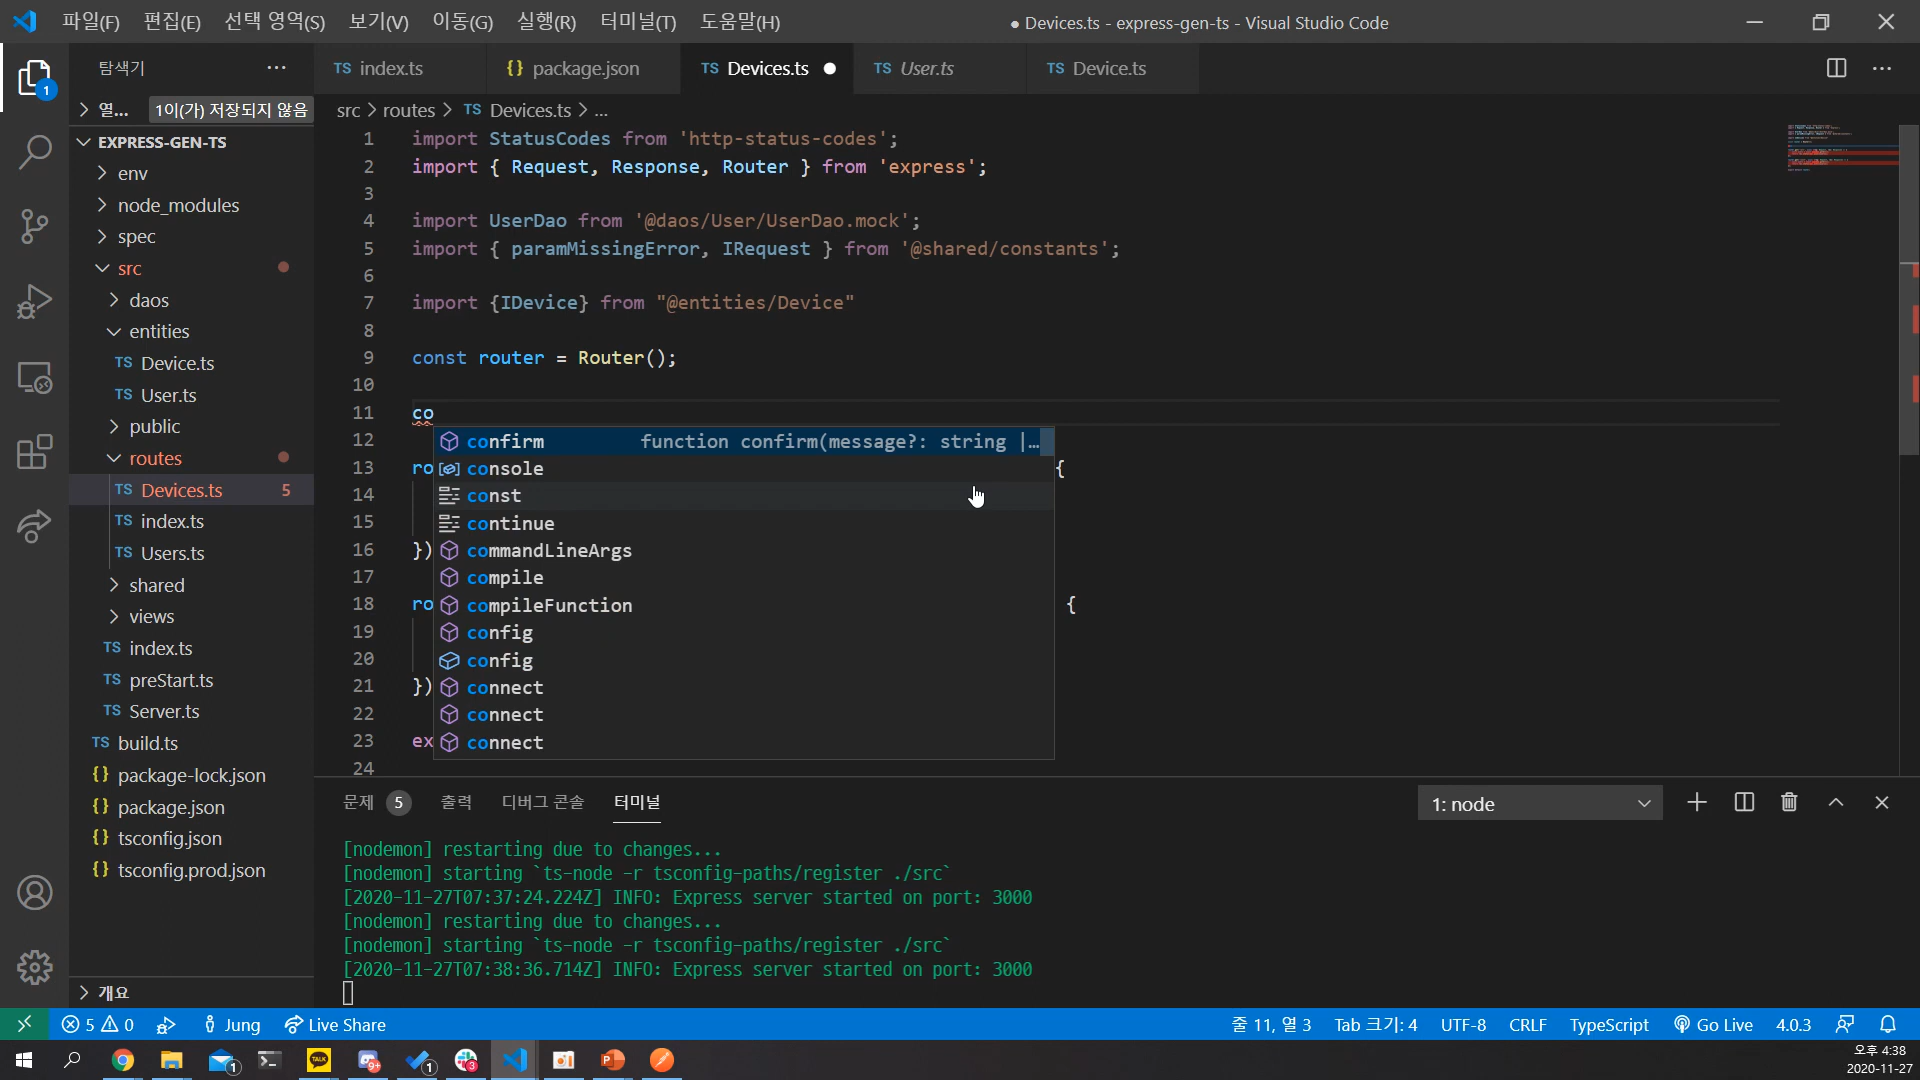 파일(F) 편집(E) 선택 영역(S) 보기(V) 이동(G) 실행(R) 터미널(T) 도움말(H)
● Devices.ts - express-gen-ts - Visual Studio Code
탐색기
TS index.ts
{} package.json
TS Devices.ts
TS User.ts
TS Device.ts
1
열...
1이(가) 저장되지 않음
EXPRESS-GEN-TS
env
node_modules
spec
src
daos
entities
TS Device.ts
TS User.ts
public
routes
TS Devices.ts 5
TS index.ts
TS Users.ts
shared
views
TS index.ts
TS preStart.ts
TS Server.ts
TS build.ts
{} package-lock.json
{} package.json
{} tsconfig.json
{} tsconfig.prod.json
개요
src > routes > TS Devices.ts > ...
1 import StatusCodes from 'http-status-codes';
2 import { Request, Response, Router } from 'express';
3
4 import UserDao from '@daos/User/UserDao.mock';
5 import { paramMissingError, IRequest } from '@shared/constants';
6
7 import {IDevice} from "@entities/Device"
8
9 const router = Router();
10
11 co
12
13 ro {
14
15
16 })
17
18 ro {
19
20
21 })
22
23 ex
24
confirm function confirm(message?: string |…
console
const
continue
commandLineArgs
compile
compileFunction
config
config
connect
connect
connect
문제 5 출력 디버그 콘솔 터미널
1: node
[nodemon] restarting due to changes...
[nodemon] starting `ts-node -r tsconfig-paths/register ./src`
[2020-11-27T07:37:24.224Z] INFO: Express server started on port: 3000
[nodemon] restarting due to changes...
[nodemon] starting `ts-node -r tsconfig-paths/register ./src`
[2020-11-27T07:38:36.714Z] INFO: Express server started on port: 3000
5 0 Jung Live Share
줄 11, 열 3 Tab 크기: 4 UTF-8 CRLF TypeScript Go Live 4.0.3
1
TALK
9+
1
3
오후 4:38
2020-11-27